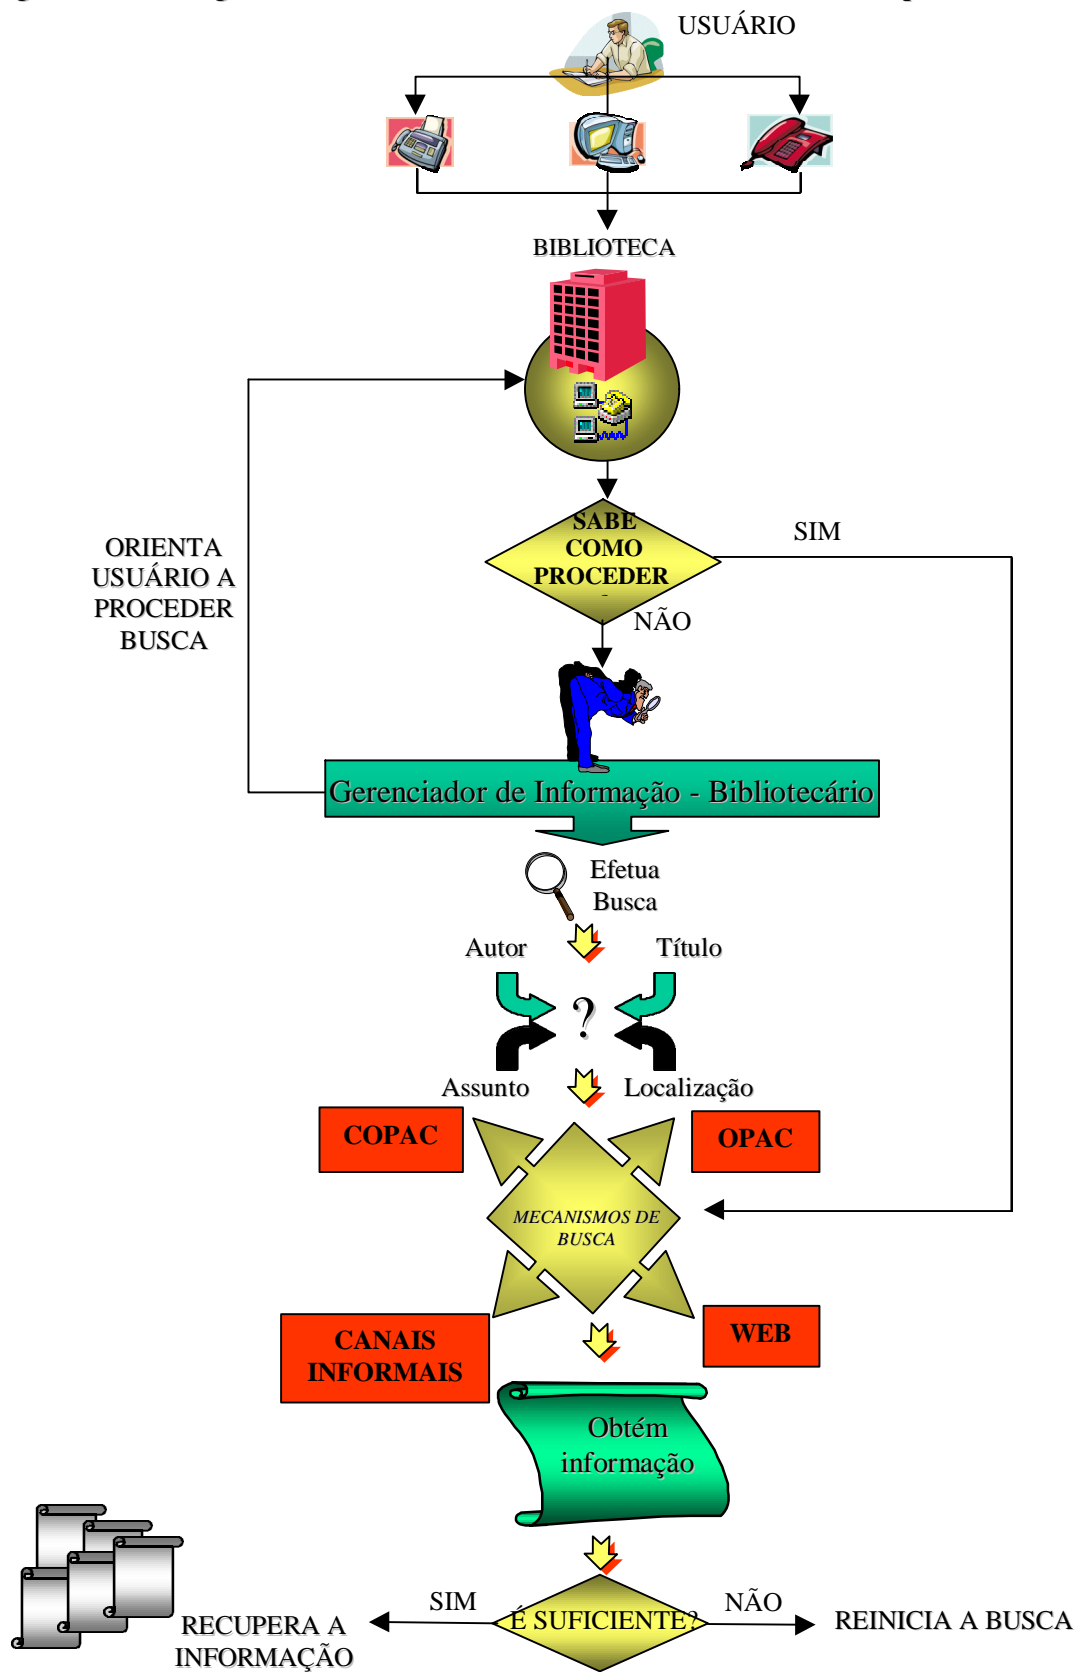 USUÁRIO
BIBLIOTECA
SABE
COMO
PROCEDER
SIM
NÃO
ORIENTA
USUÁRIO A
PROCEDER
BUSCA
Gerenciador de Informação - Bibliotecário
Efetua
Busca
Autor
Título
?
Assunto
Localização
COPAC
OPAC
MECANISMOS DE
BUSCA
CANAIS
INFORMAIS
WEB
Obtém
informação
SIM
É SUFICIENTE?
NÃO
REINICIA A BUSCA
RECUPERA A
INFORMAÇÃO